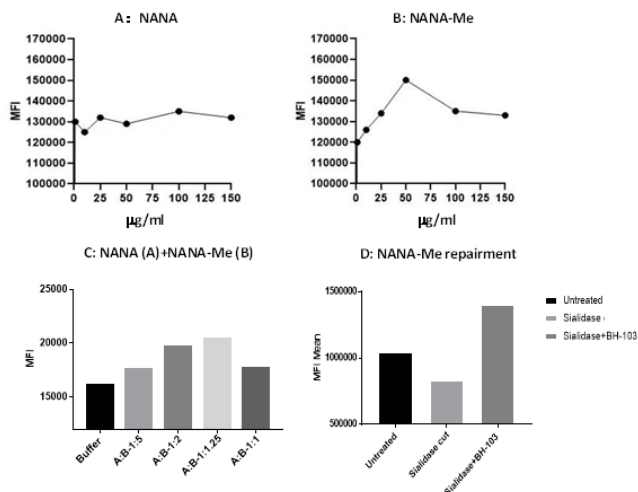 A: NANA
170000
160000
150000
140000
130000
120000
110000
100000
MFI
0
25
50
75
100
125
150
µg/ml
B: NANA-Me
170000
160000
150000
140000
130000
120000
110000
100000
MFI
0
25
50
75
100
125
150
µg/ml
C: NANA (A)+NANA-Me (B)
25000
20000
15000
MFI
Buffer
A:B-1:5
A:B-1:2
A:B-1:1.25
A:B-1:1
D: NANA-Me repairment
1500000
1000000
500000
MFI Mean
Untreated
Sialidase cut
Sialidase+BH-103
Untreated
Sialidase
Sialidase+BH-103